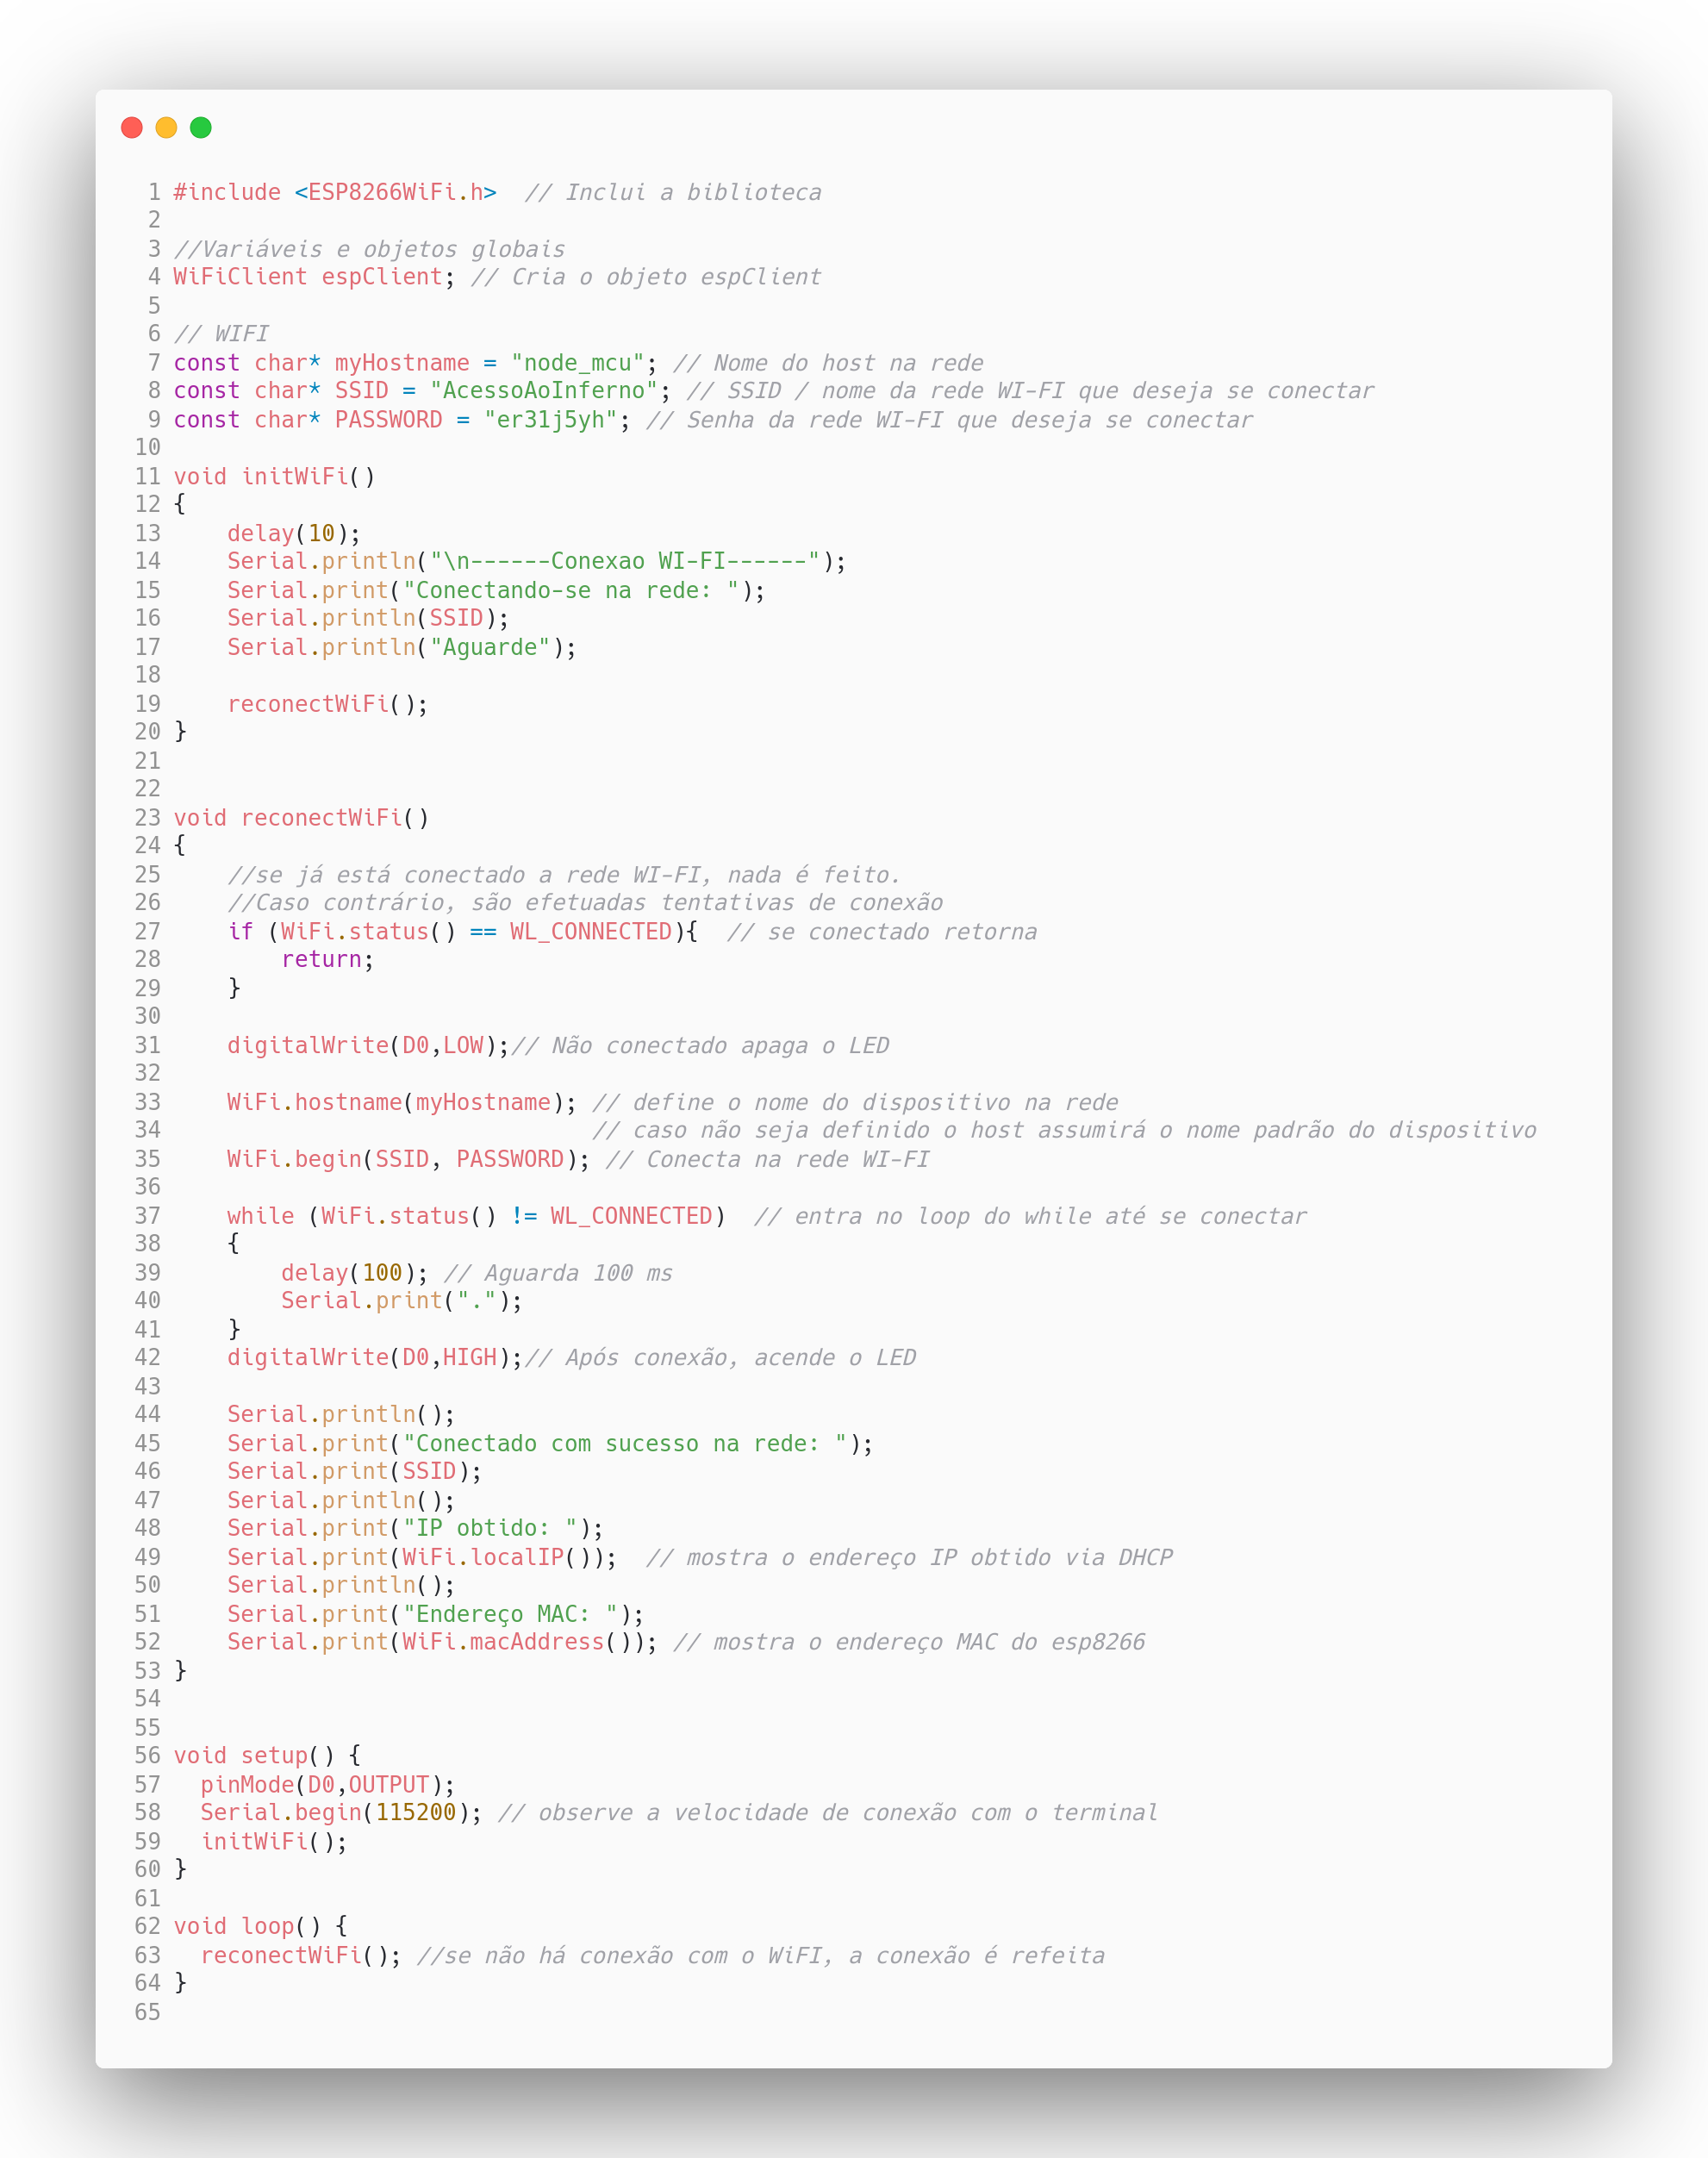 1 #include <ESP8266WiFi.h>  // Inclui a biblioteca
2
3 //Variáveis e objetos globais
4 WiFiClient espClient; // Cria o objeto espClient
5
6 // WIFI
7 const char* myHostname = "node_mcu"; // Nome do host na rede
8 const char* SSID = "AcessoAoInferno"; // SSID / nome da rede WI-FI que deseja se conectar
9 const char* PASSWORD = "er31j5yh"; // Senha da rede WI-FI que deseja se conectar
10
11 void initWiFi()
12 {
13     delay(10);
14     Serial.println("\n------Conexao WI-FI------");
15     Serial.print("Conectando-se na rede: ");
16     Serial.println(SSID);
17     Serial.println("Aguarde");
18
19     reconectWiFi();
20 }
21
22
23 void reconectWiFi()
24 {
25     //se já está conectado a rede WI-FI, nada é feito.
26     //Caso contrário, são efetuadas tentativas de conexão
27     if (WiFi.status() == WL_CONNECTED){  // se conectado retorna
28         return;
29     }
30
31     digitalWrite(D0,LOW);// Não conectado apaga o LED
32
33     WiFi.hostname(myHostname); // define o nome do dispositivo na rede
34                                // caso não seja definido o host assumirá o nome padrão do dispositivo
35     WiFi.begin(SSID, PASSWORD); // Conecta na rede WI-FI
36
37     while (WiFi.status() != WL_CONNECTED)  // entra no loop do while até se conectar
38     {
39         delay(100); // Aguarda 100 ms
40         Serial.print(".");
41     }
42     digitalWrite(D0,HIGH);// Após conexão, acende o LED
43
44     Serial.println();
45     Serial.print("Conectado com sucesso na rede: ");
46     Serial.print(SSID);
47     Serial.println();
48     Serial.print("IP obtido: ");
49     Serial.print(WiFi.localIP());  // mostra o endereço IP obtido via DHCP
50     Serial.println();
51     Serial.print("Endereço MAC: ");
52     Serial.print(WiFi.macAddress()); // mostra o endereço MAC do esp8266
53 }
54
55
56 void setup() {
57   pinMode(D0,OUTPUT);
58   Serial.begin(115200); // observe a velocidade de conexão com o terminal
59   initWiFi();
60 }
61
62 void loop() {
63   reconectWiFi(); //se não há conexão com o WiFI, a conexão é refeita
64 }
65